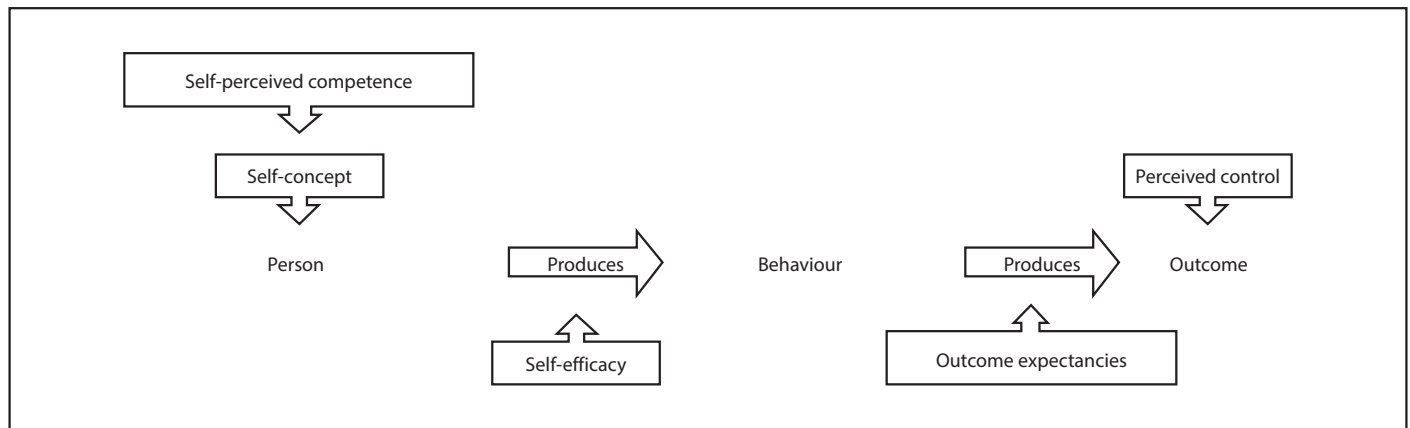 Self-perceived competence
Self-concept
Perceived control
Person
Produces
Behaviour
Produces
Outcome
Self-efficacy
Outcome expectancies